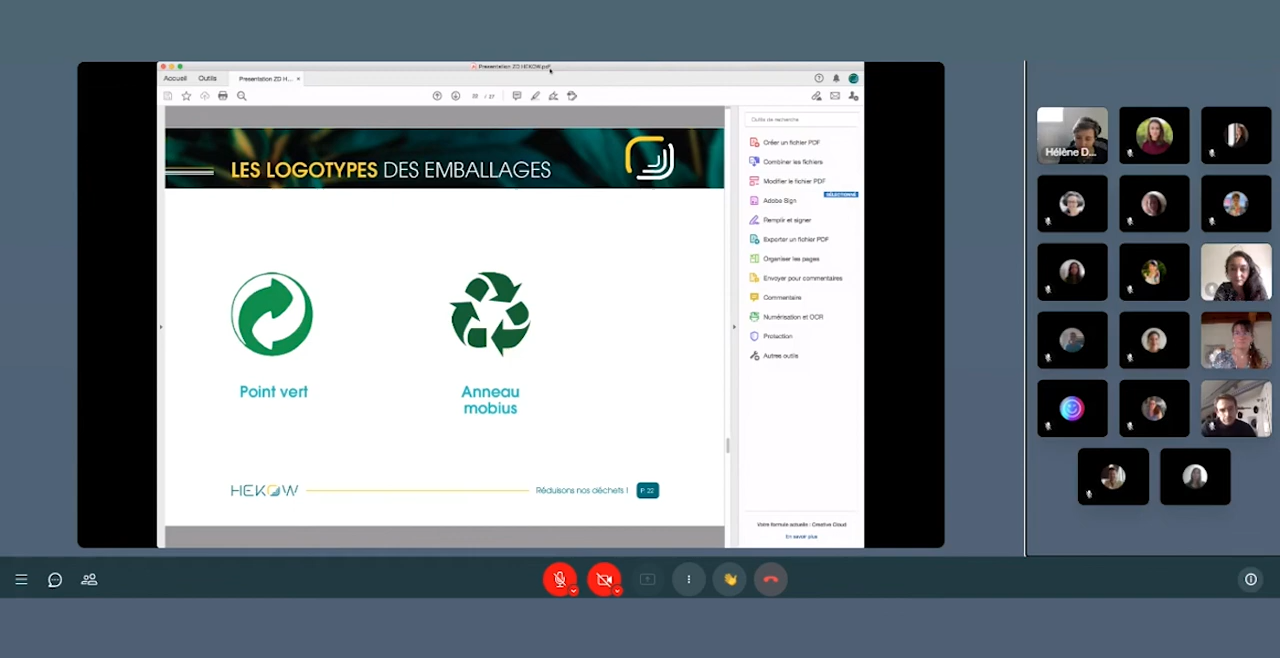 Presentation ZD HEKOW.pdf
Accueil Outils Presentation ZD H... ×
22 / 27
Outils de recherche
LES LOGOTYPES DES EMBALLAGES
Créer un fichier PDF
Combiner les fichiers
Modifier le fichier PDF
Adobe Sign
Remplir et signer
Exporter un fichier PDF
Organiser les pages
Envoyer pour commentaires
Commentaire
Numérisation et OCR
Protection
Autres outils
Point vert
Anneau
mobius
HEKOW
Réduisons nos déchets !
P. 22
Votre formule actuelle : Creative Cloud
En savoir plus
Hélène D...